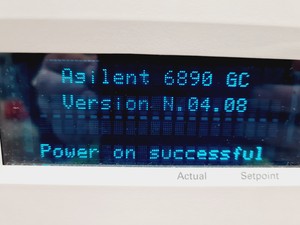 Agilent 6890 GC
Version N.04.08
Power on successful
Actual Setpoint